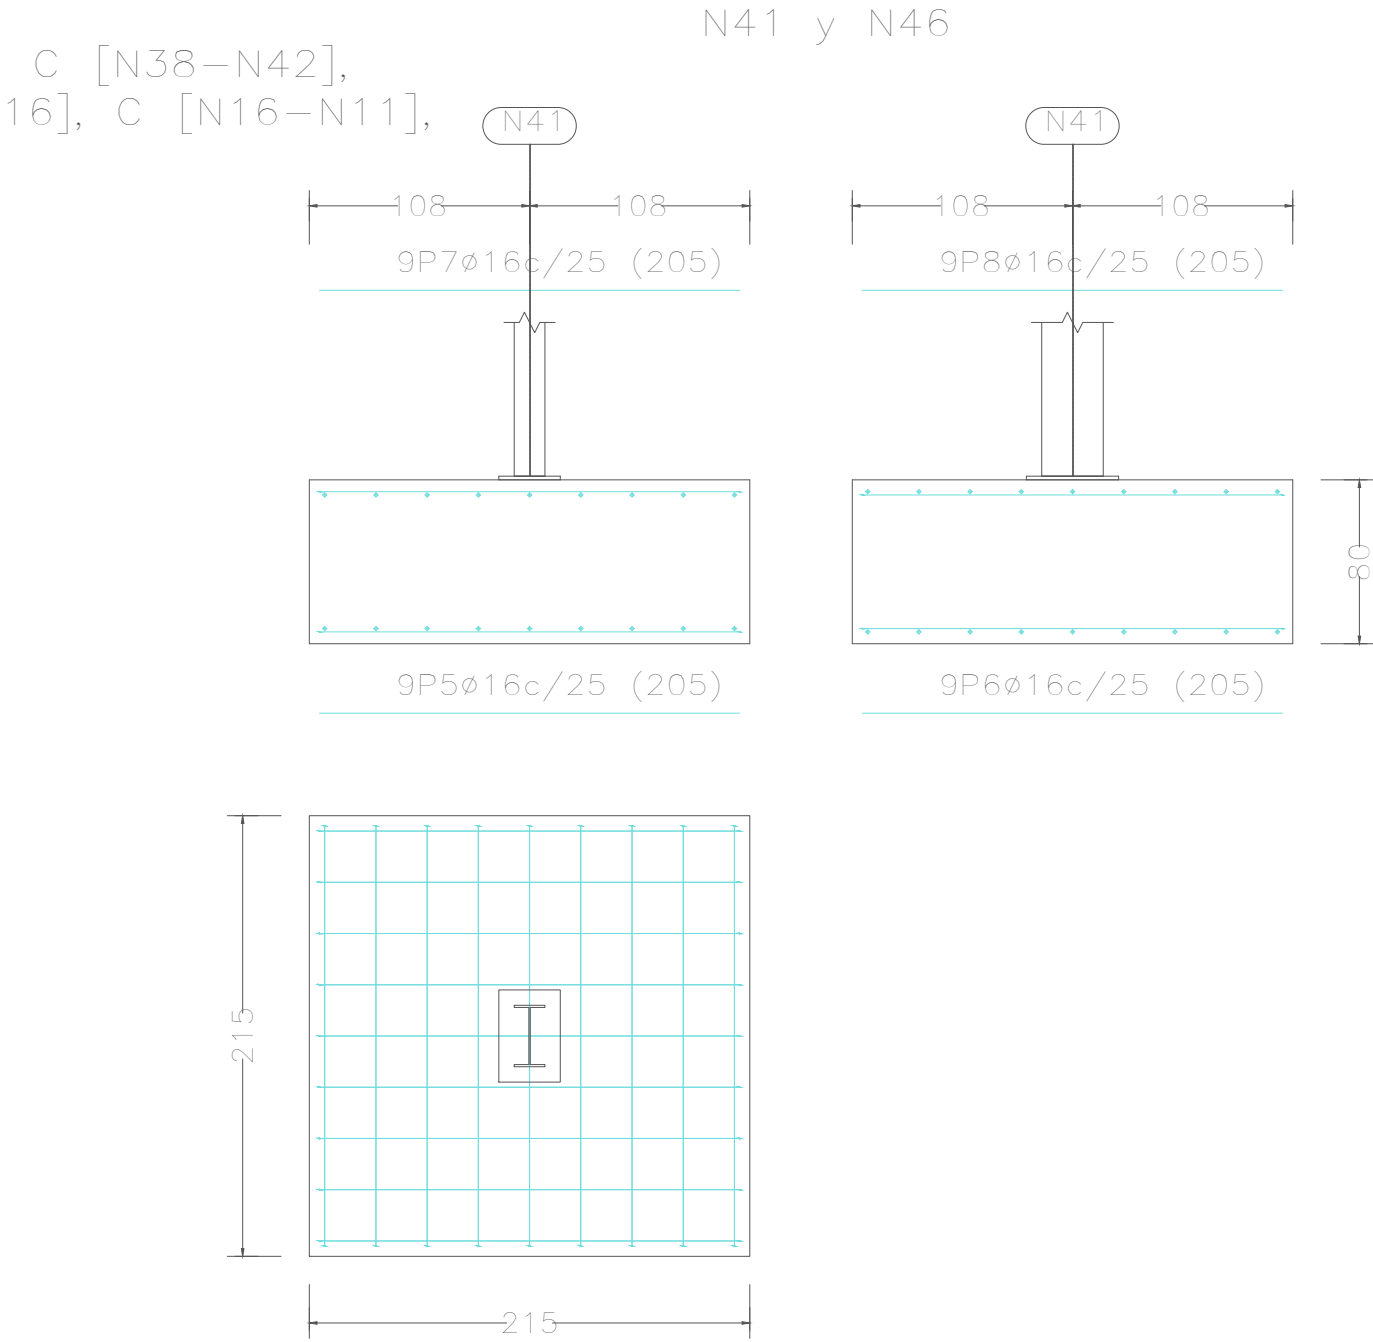 N41 y N46
C [N38-N42],
16], C [N16-N11],
N41
N41
108
108
108
108
9P7ø16c/25 (205)
9P8ø16c/25 (205)
80
9P5ø16c/25 (205)
9P6ø16c/25 (205)
215
215